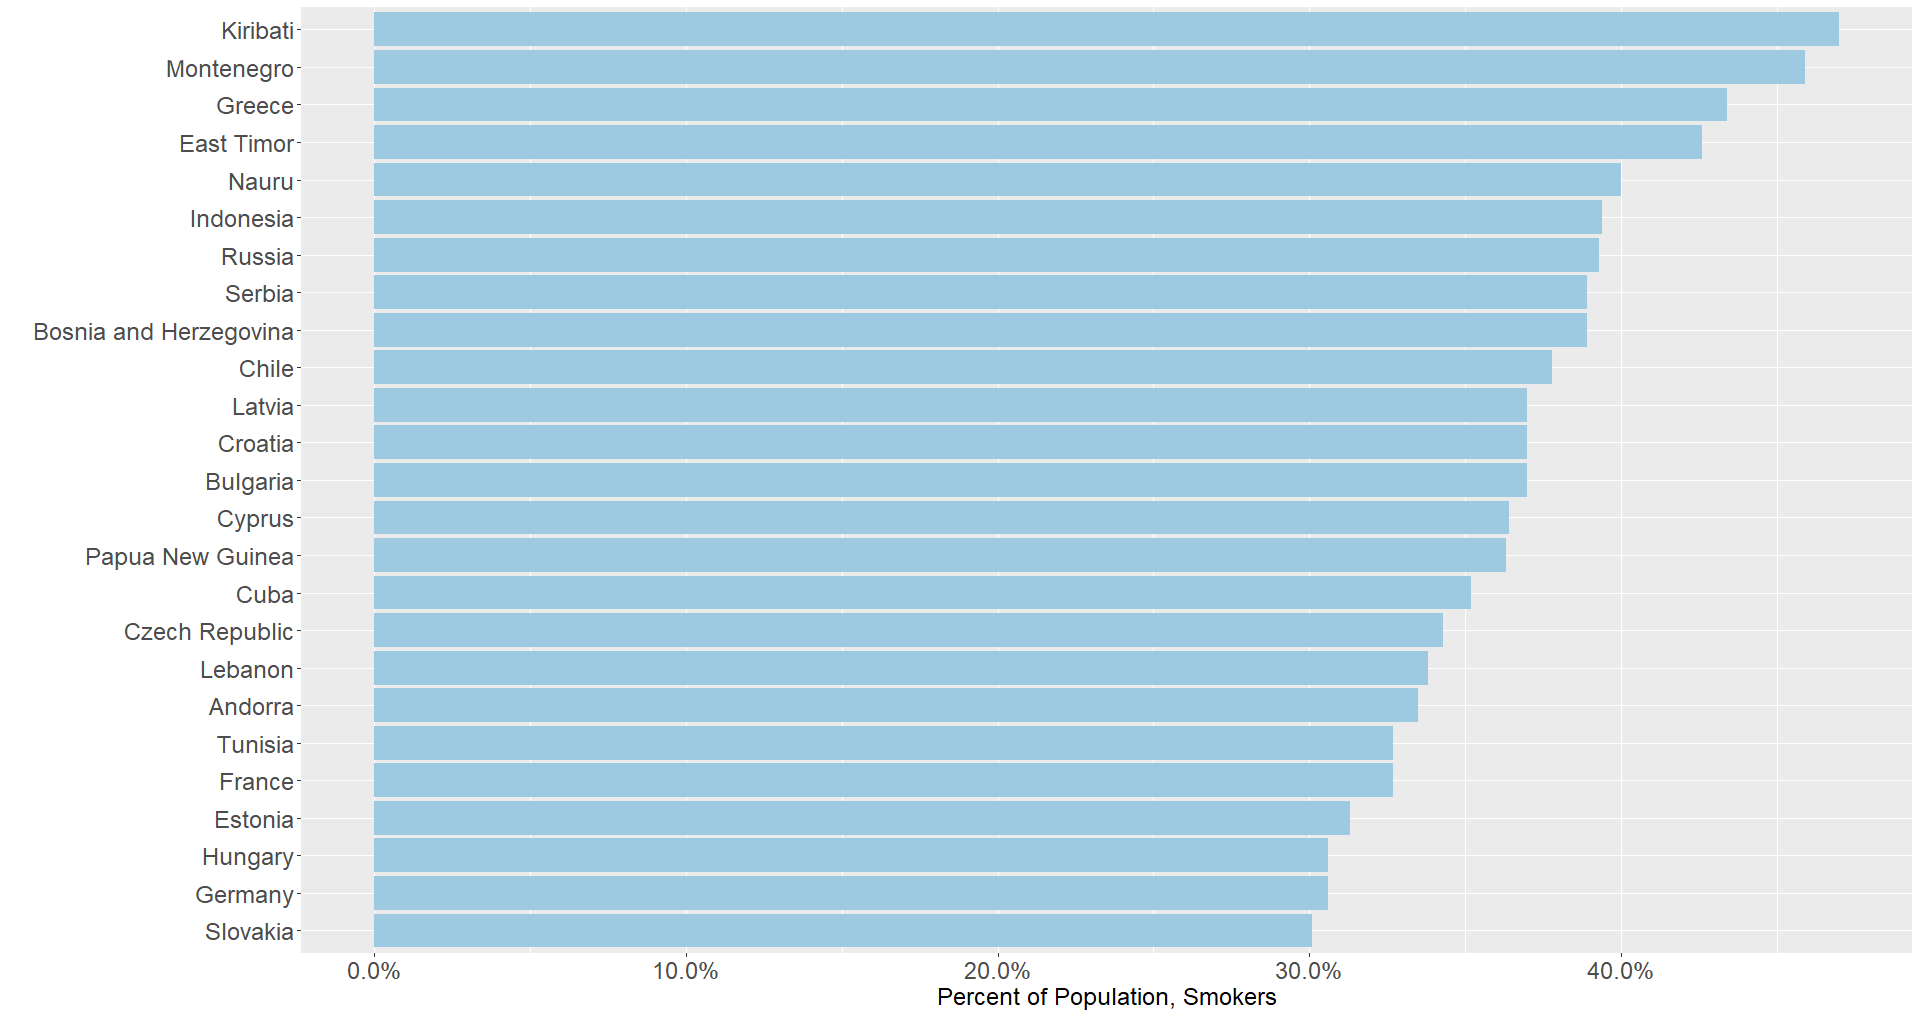 Kiribati
Montenegro
Greece
East Timor
Nauru
Indonesia
Russia
Serbia
Bosnia and Herzegovina
Chile
Latvia
Croatia
Bulgaria
Cyprus
Papua New Guinea
Cuba
Czech Republic
Lebanon
Andorra
Tunisia
France
Estonia
Hungary
Germany
Slovakia
0.0% 10.0% 20.0% 30.0% 40.0%
Percent of Population, Smokers